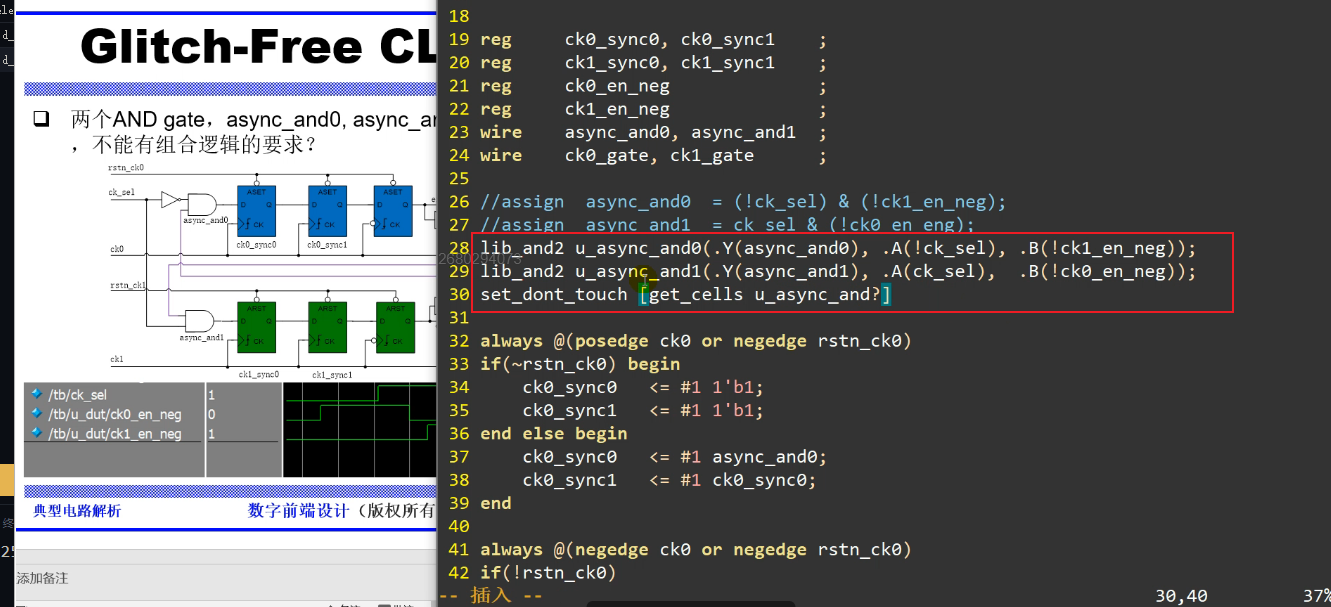 Glitch-Free CL
两个AND gate，async_and0, async_an
，不能有组合逻辑的要求？
rstn_ck0
ck_sel
ASET
ASET
ASET
D
Q
D
Q
D
Q
CK
CK
CK
async_and0
ck0_sync0
ck0_sync1
ck0
rstn_ck1
ARST
ARST
ARST
D
Q
D
Q
D
Q
CK
CK
CK
async_and1
ck1
ck1_sync0
ck1_sync1
/tb/ck_sel 1
/tb/u_dut/ck0_en_neg 0
/tb/u_dut/ck1_en_neg 1
典型电路解析
数字前端设计（版权所有
添加备注
18
19 reg ck0_sync0, ck0_sync1 ;
20 reg ck1_sync0, ck1_sync1 ;
21 reg ck0_en_neg ;
22 reg ck1_en_neg ;
23 wire async_and0, async_and1 ;
24 wire ck0_gate, ck1_gate ;
25
26 //assign async_and0 = (!ck_sel) & (!ck1_en_neg);
27 //assign async_and1 = ck_sel & (!ck0_en_eng);
28 lib_and2 u_async_and0(.Y(async_and0), .A(!ck_sel), .B(!ck1_en_neg));
29 lib_and2 u_async_and1(.Y(async_and1), .A(ck_sel), .B(!ck0_en_neg));
30 set_dont_touch [get_cells u_async_and?]
31
32 always @(posedge ck0 or negedge rstn_ck0)
33 if(~rstn_ck0) begin
34 ck0_sync0 <= #1 1'b1;
35 ck0_sync1 <= #1 1'b1;
36 end else begin
37 ck0_sync0 <= #1 async_and0;
38 ck0_sync1 <= #1 ck0_sync0;
39 end
40
41 always @(negedge ck0 or negedge rstn_ck0)
42 if(!rstn_ck0)
-- 插入 --
30,40
37%